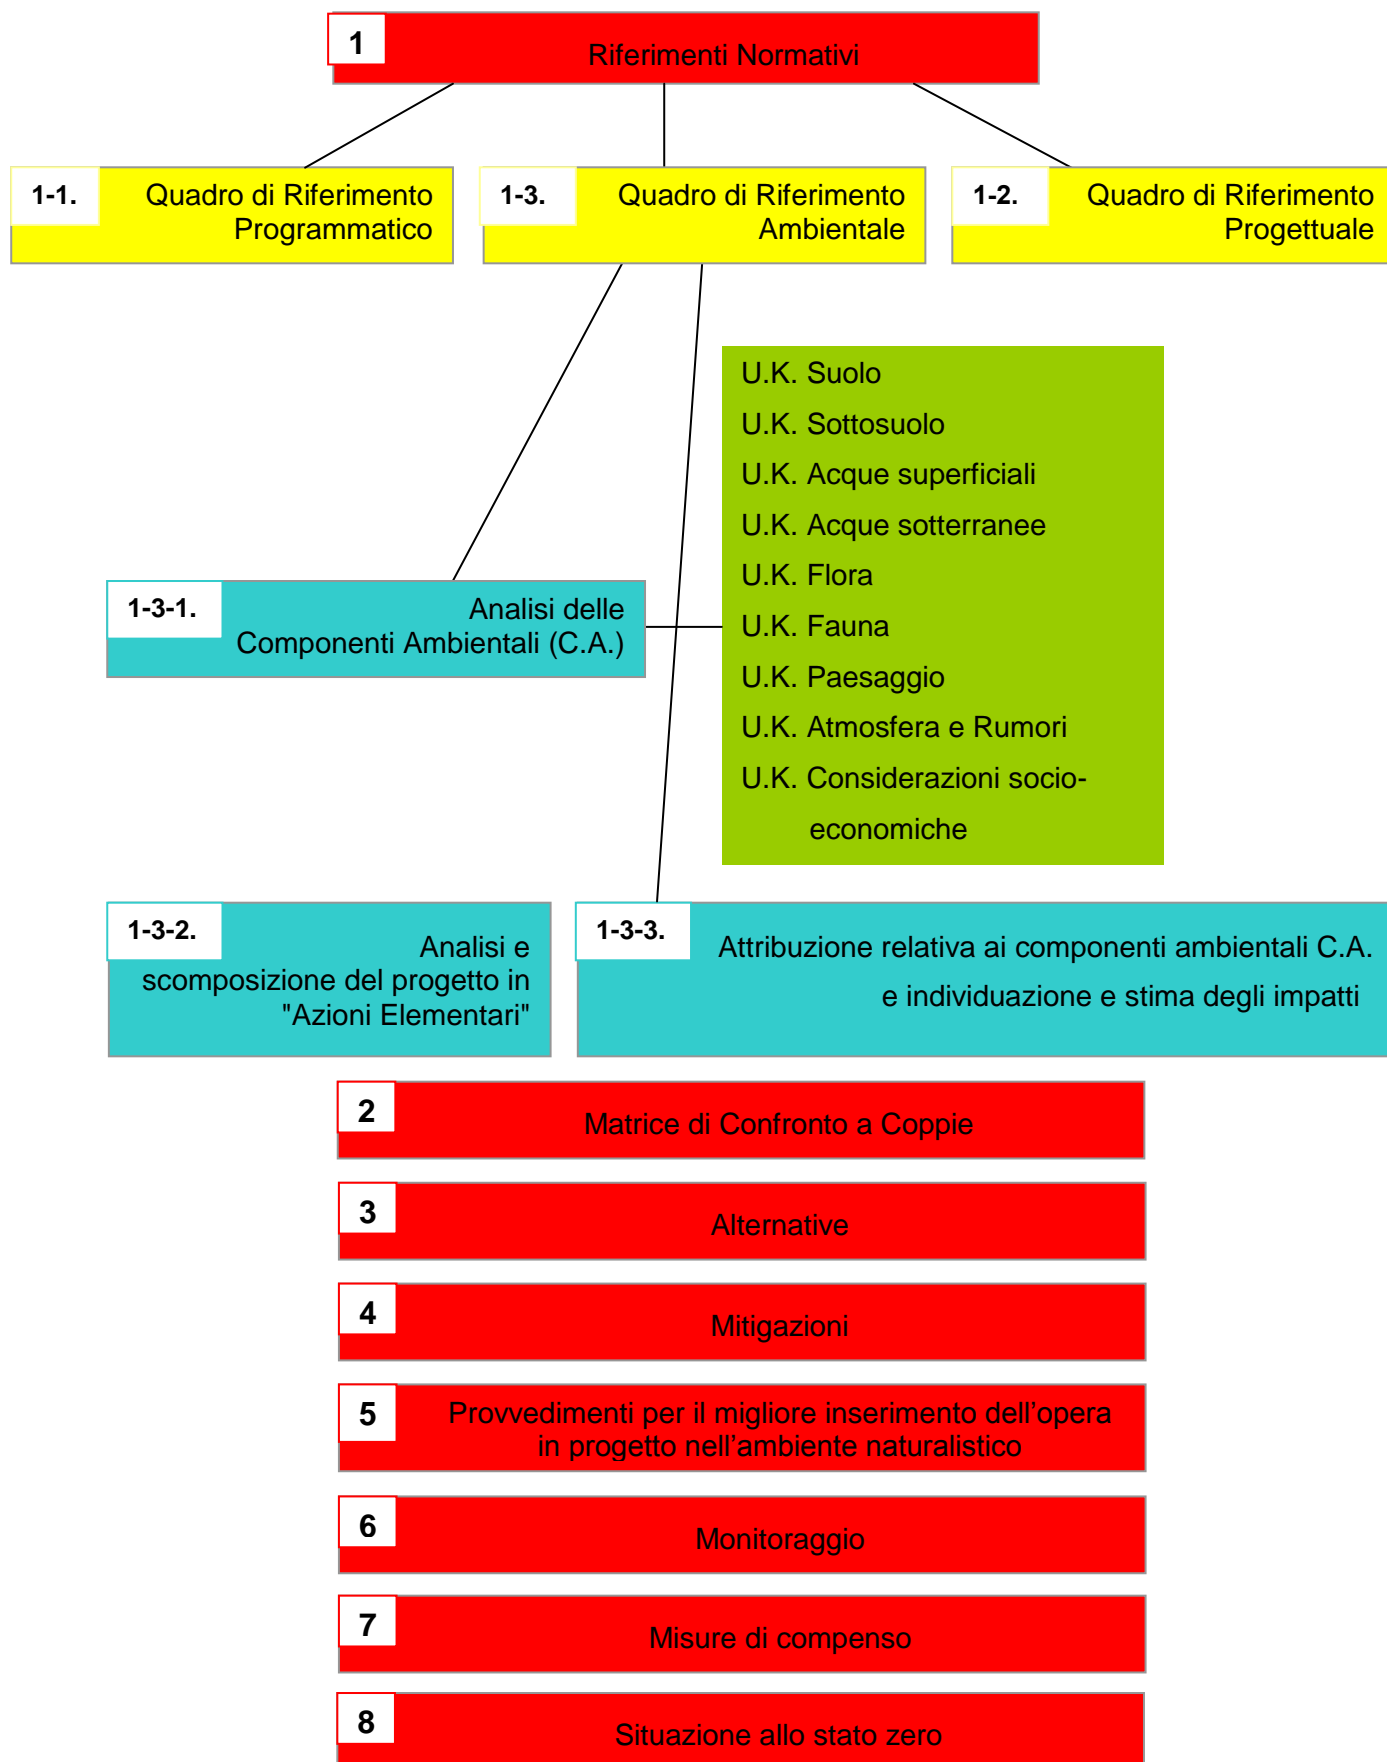 1
Riferimenti Normativi
1-1.
Quadro di Riferimento
Programmatico
1-3.
Quadro di Riferimento
Ambientale
1-2.
Quadro di Riferimento
Progettuale
U.K. Suolo
U.K. Sottosuolo
U.K. Acque superficiali
U.K. Acque sotterranee
U.K. Flora
U.K. Fauna
U.K. Paesaggio
U.K. Atmosfera e Rumori
U.K. Considerazioni socio-
economiche
1-3-1.
Analisi delle
Componenti Ambientali (C.A.)
1-3-2.
Analisi e
scomposizione del progetto in
"Azioni Elementari"
1-3-3.
Attribuzione relativa ai componenti ambientali C.A.
e individuazione e stima degli impatti
2
Matrice di Confronto a Coppie
3
Alternative
4
Mitigazioni
5
Provvedimenti per il migliore inserimento dell’opera
in progetto nell’ambiente naturalistico
6
Monitoraggio
7
Misure di compenso
8
Situazione allo stato zero